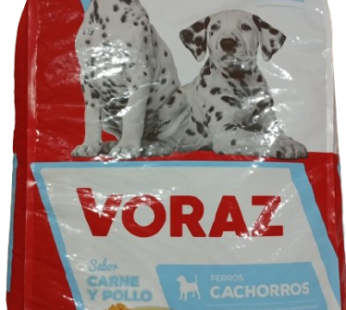 VORAZ
Sabor
CARNE
Y POLLO
PERROS
CACHORROS